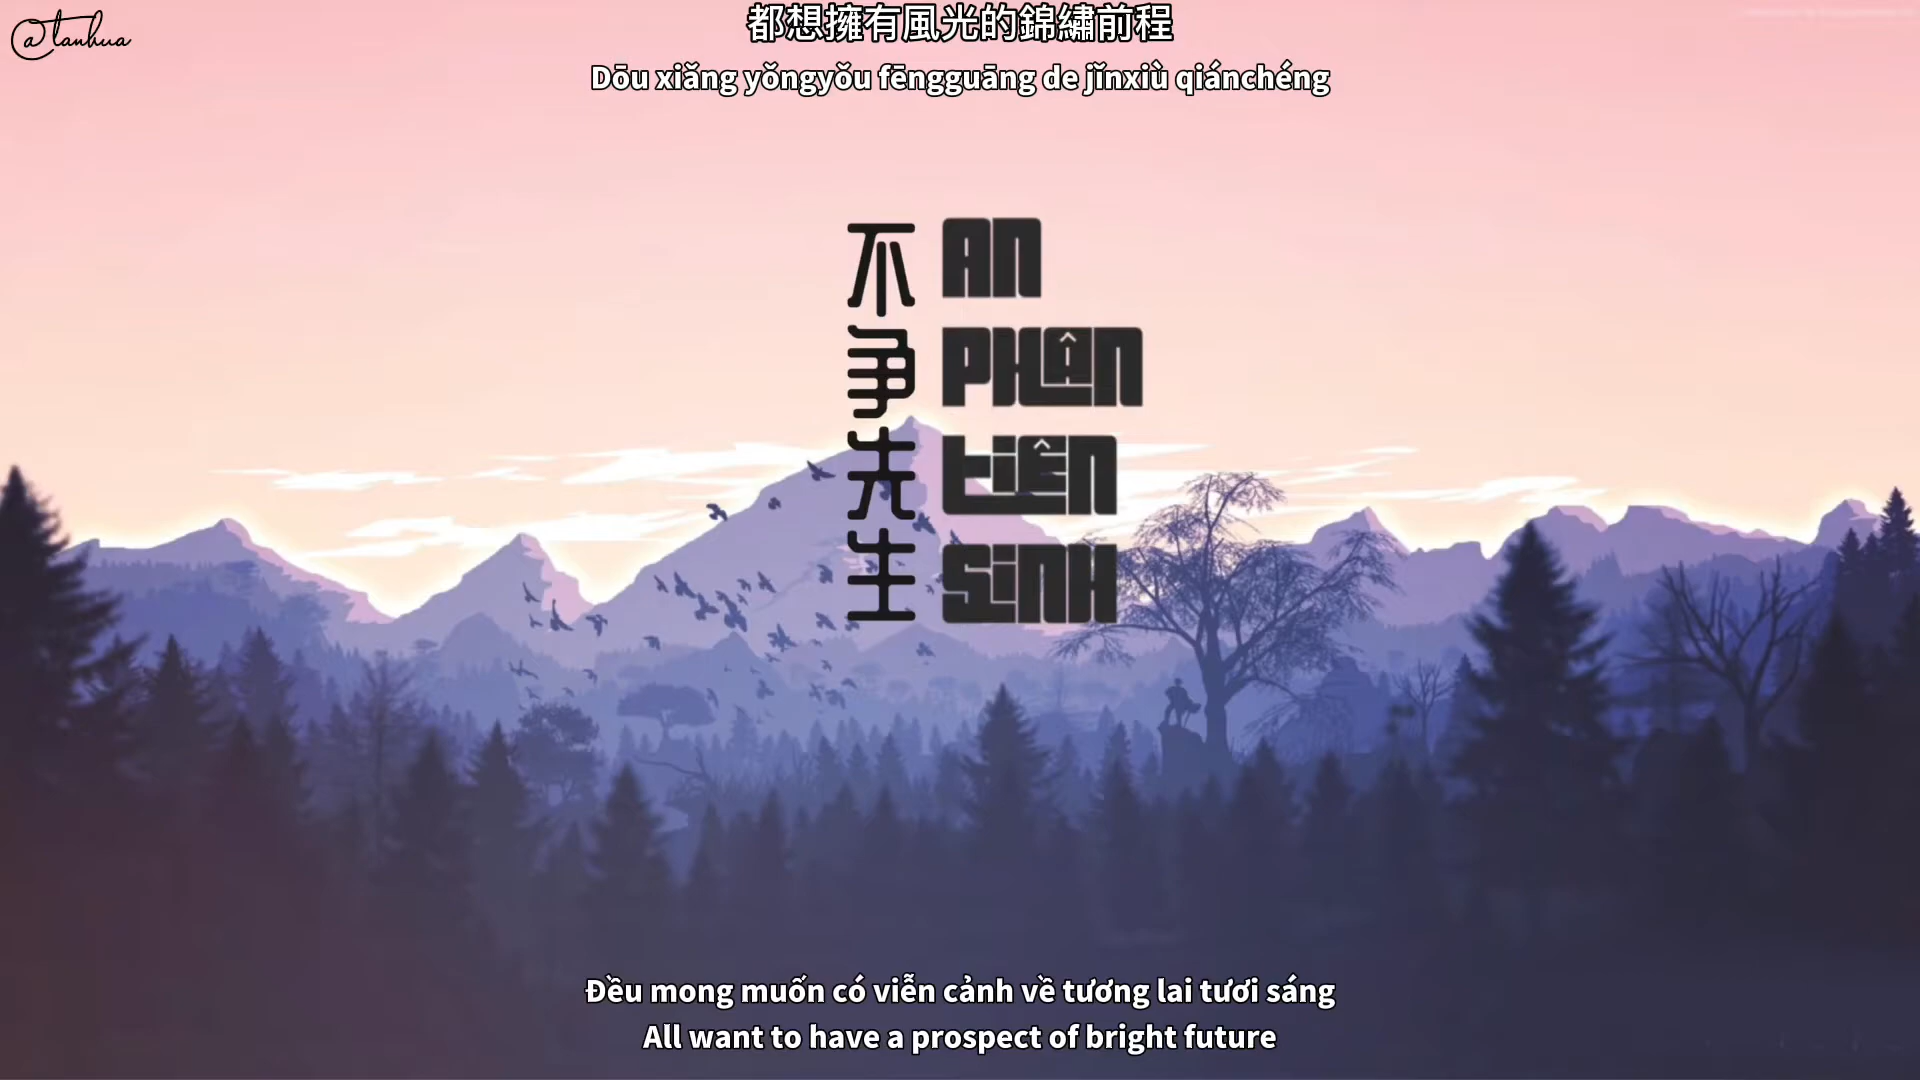 @tanhua
都想擁有風光的錦繡前程
Dōu xiǎng yǒngyǒu fēngguāng de jǐnxiù qiánchéng
不争先生
AN
PHẬN
TIÊN
SINH
Đều mong muốn có viễn cảnh về tương lai tươi sáng
All want to have a prospect of bright future